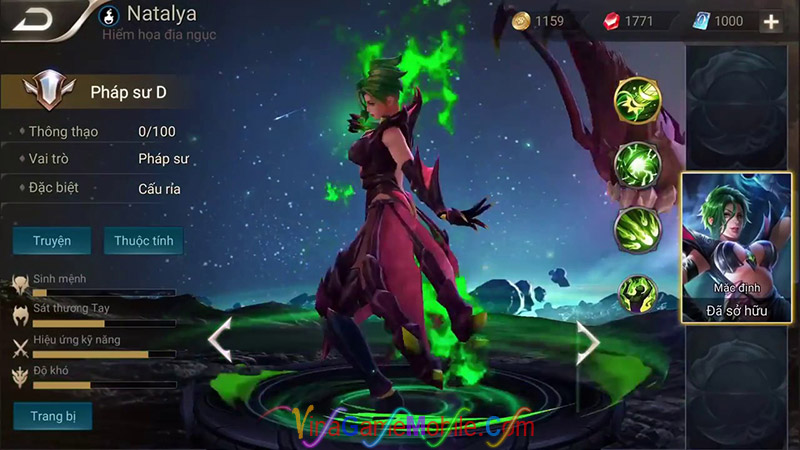 Natalya
Hiểm họa địa ngục
1159
1771
1000
Pháp sư D
Thông thạo 0/100
Vai trò Pháp sư
Đặc biệt Cấu rỉa
Truyện
Thuộc tính
Sinh mệnh
Sát thương Tay
Hiệu ứng kỹ năng
Độ khó
Trang bị
Mặc định
Đã sở hữu
VinaGameMobile.Com